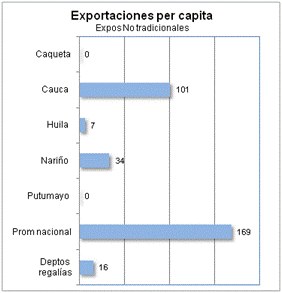 Exportaciones per capita
Expos No tradicionales
Caqueta 0
Cauca 101
Huila 7
Nariño 34
Putumayo 0
Prom nacional 169
Deptos
regalías 16